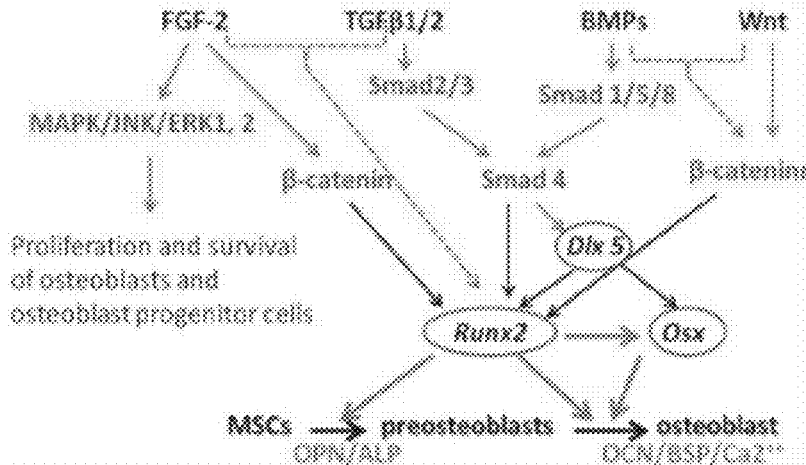 FGF-2 TGFβ1/2 BMPs Wnt
Smad2/3 Smad 1/5/8
MAPK/JNK/ERK1, 2
β-catenin Smad 4 β-catenin
Proliferation and survival
of osteoblasts and
osteoblast progenitor cells
Dlx 5
Runx2 Osx
MSCs preosteoblasts osteoblast
OPN/ALP OCN/BSP/Ca2⁺⁺